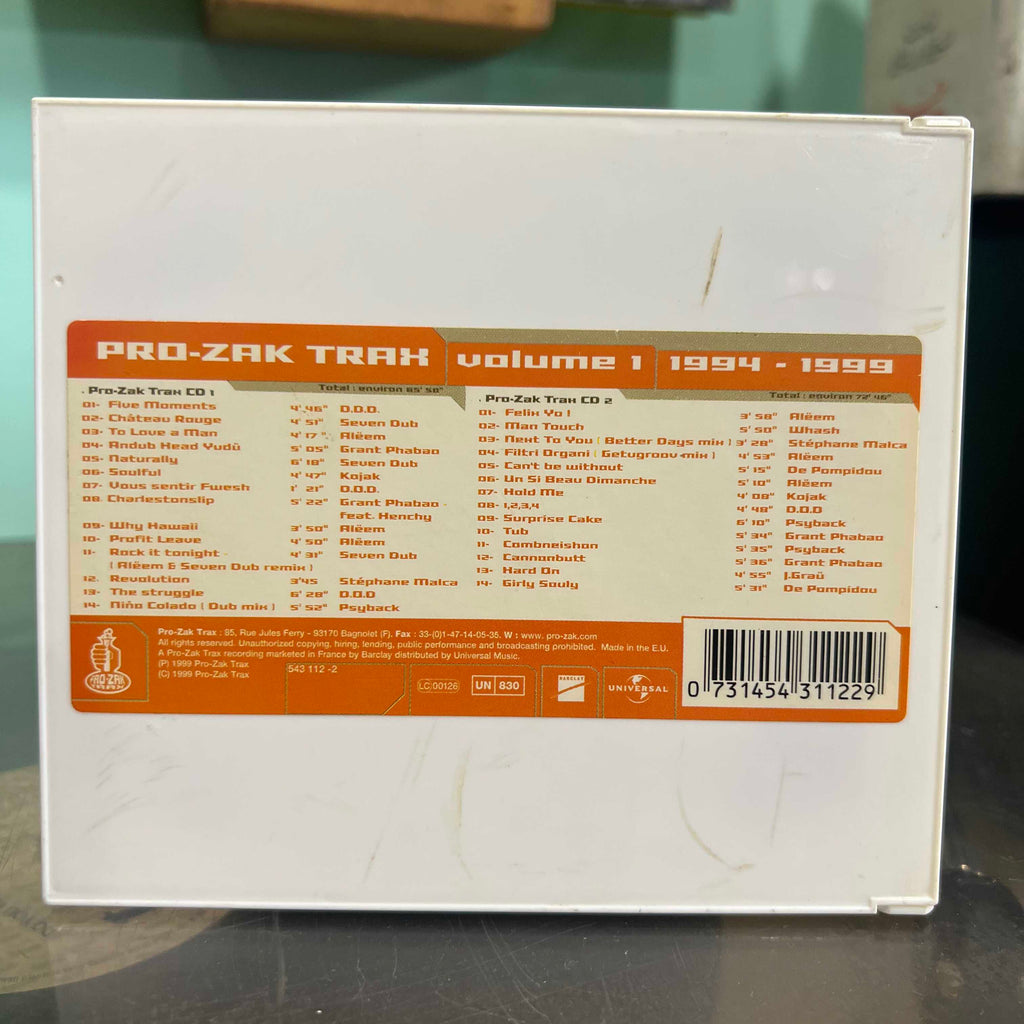 PRO-ZAK TRAX volume 1 1994 - 1999
. Pro-Zak Trax CD 1 Total : environ 65' 50"
01- Five Moments 4' 46" D.D.D.
02- Château Rouge 4' 51" Seven Dub
03- To Love a Man 4' 17" Alëem
04- Andub Head Yudü 5' 05" Grant Phabao
05- Naturally 6' 18" Seven Dub
06- Soulful 4' 47" Kojak
07- Vous sentir Fwesh 1' 21" D.D.D.
08- Charlestonslip 5' 22" Grant Phabao
feat. Henchy
09- Why Hawaii 3' 50" Alëem
10- Profit Leave 4' 50" Alëem
11- Rock it tonight - 4' 31" Seven Dub
( Alëem & Seven Dub remix )
12. Revolution 3'45 Stéphane Malca
13- The struggle 6' 28" D.D.D
14- Niño Colado ( Dub mix ) 5' 52" Psyback
. Pro-Zak Trax CD 2 Total : environ 72' 46"
01- Felix Yo ! 3' 58" Alëem
02- Man Touch 5' 50" Whash
03- Next To You ( Better Days mix ) 3' 28" Stéphane Malca
04- Filtri Organi ( Getugroov mix ) 4' 53" Alëem
05- Can't be without 5' 15" De Pompidou
06- Un Si Beau Dimanche 5' 10" Alëem
07- Hold Me 4' 08" Kojak
08- 1,2,3,4 4' 48" D.D.D
09- Surprise Cake 6' 10" Psyback
10- Tub 5' 34" Grant Phabao
11- Combneishon 5' 35" Psyback
12- Cannonbutt 5' 36" Grant Phabao
13- Hard On 4' 55" J.Graü
14- Girly Souly 5' 31" De Pompidou
PRO-ZAK
TRAX
Pro-Zak Trax : 85, Rue Jules Ferry - 93170 Bagnolet (F). Fax : 33-(0)1-47-14-05-35. W : www. pro-zak.com
All rights reserved. Unauthorized copying, hiring, lending, public performance and broadcasting prohibited. Made in the E.U.
A Pro-Zak Trax recording marketed in France by Barclay distributed by Universal Music.
(P) 1999 Pro-Zak Trax
(C) 1999 Pro-Zak Trax
543 112 -2
LC 00126
UN 830
BARCLAY
UNIVERSAL
0 731454 311229